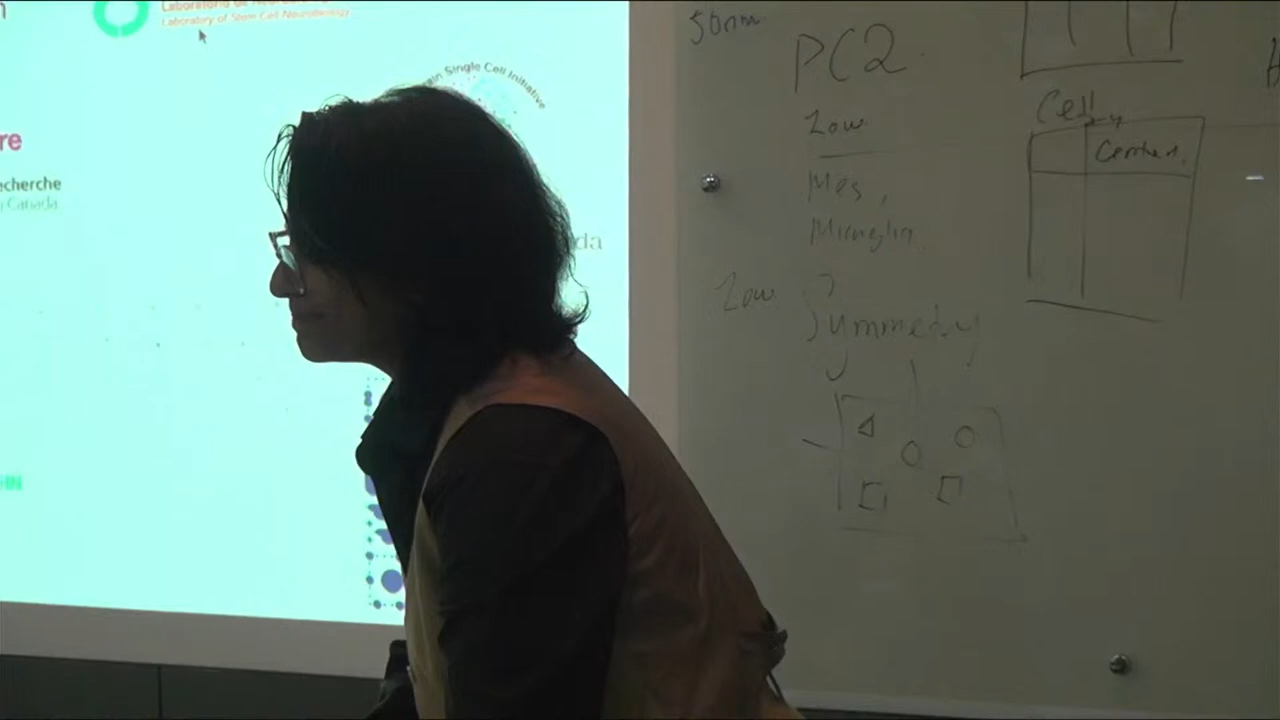 Laboratory of Stem Cell Neurobiology
Single Cell Initiative
re
echerche
Canada
da
50nm
PC2
Low
Mes,
Microglia
Low
Symmetry
Cell